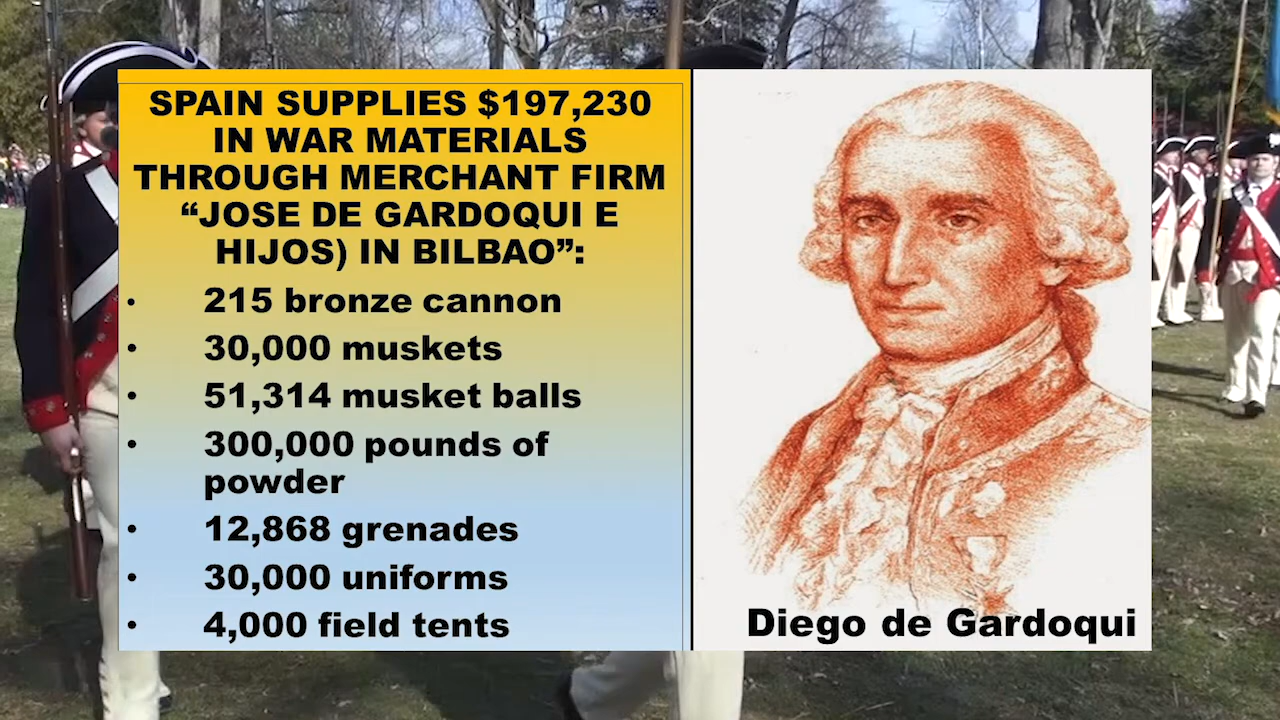 SPAIN SUPPLIES $197,230
IN WAR MATERIALS
THROUGH MERCHANT FIRM
“JOSE DE GARDOQUI E
HIJOS) IN BILBAO”:
• 215 bronze cannon
• 30,000 muskets
• 51,314 musket balls
• 300,000 pounds of
powder
• 12,868 grenades
• 30,000 uniforms
• 4,000 field tents
Diego de Gardoqui